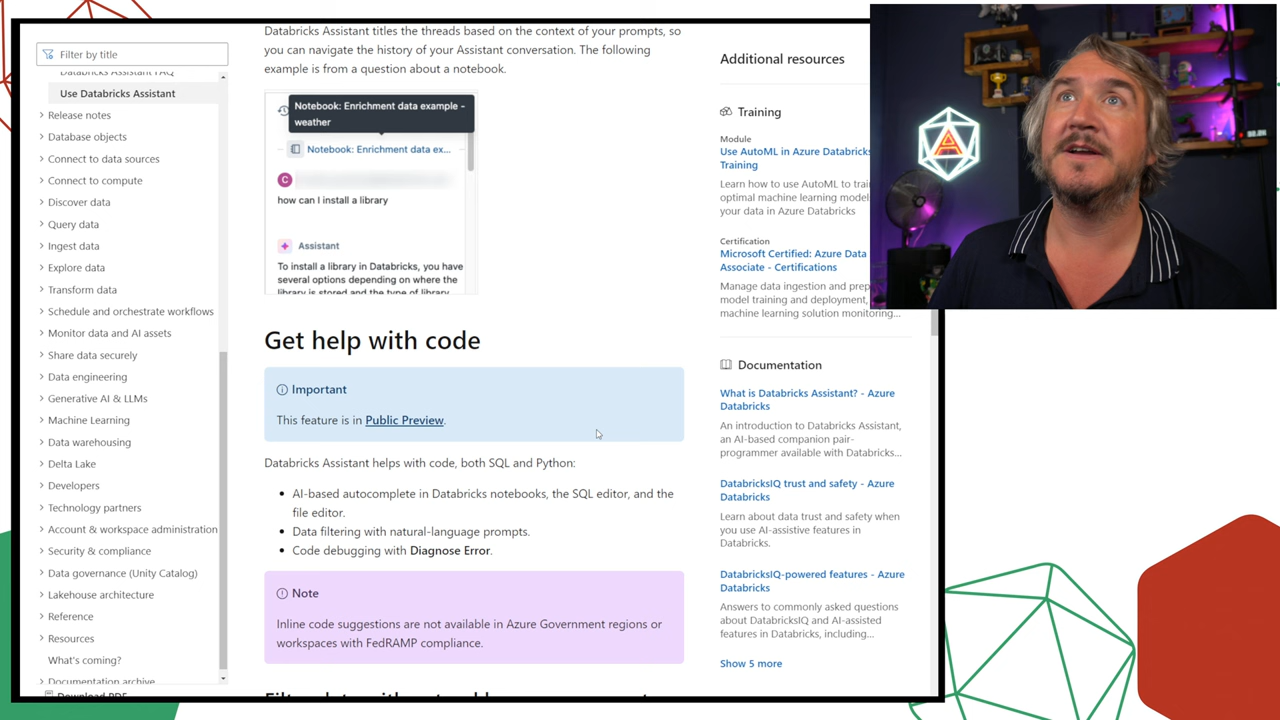 Filter by title
Databricks Assistant FAQ
Use Databricks Assistant
Release notes
Database objects
Connect to data sources
Connect to compute
Discover data
Query data
Ingest data
Explore data
Transform data
Schedule and orchestrate workflows
Monitor data and AI assets
Share data securely
Data engineering
Generative AI & LLMs
Machine Learning
Data warehousing
Delta Lake
Developers
Technology partners
Account & workspace administration
Security & compliance
Data governance (Unity Catalog)
Lakehouse architecture
Reference
Resources
What's coming?
Documentation archive
Download PDF
Databricks Assistant titles the threads based on the context of your prompts, so
you can navigate the history of your Assistant conversation. The following
example is from a question about a notebook.
Notebook: Enrichment data example -
weather
Notebook: Enrichment data ex...
C
how can I install a library
Assistant
To install a library in Databricks, you have
several options depending on where the
library is stored and the type of library
Get help with code
Important
This feature is in Public Preview.
Databricks Assistant helps with code, both SQL and Python:
• AI-based autocomplete in Databricks notebooks, the SQL editor, and the
file editor.
• Data filtering with natural-language prompts.
• Code debugging with Diagnose Error.
Note
Inline code suggestions are not available in Azure Government regions or
workspaces with FedRAMP compliance.
Additional resources
Training
Module
Use AutoML in Azure Databricks
Training
Learn how to use AutoML to trai
optimal machine learning model
your data in Azure Databricks
Certification
Microsoft Certified: Azure Data
Associate - Certifications
Manage data ingestion and prep
model training and deployment,
machine learning solution monitoring...
Documentation
What is Databricks Assistant? - Azure
Databricks
An introduction to Databricks Assistant,
an AI-based companion pair-
programmer available with Databricks...
DatabricksIQ trust and safety - Azure
Databricks
Learn about data trust and safety when
you use AI-assistive features in
Databricks.
DatabricksIQ-powered features - Azure
Databricks
Answers to commonly asked questions
about DatabricksIQ and AI-assisted
features in Databricks, including...
Show 5 more